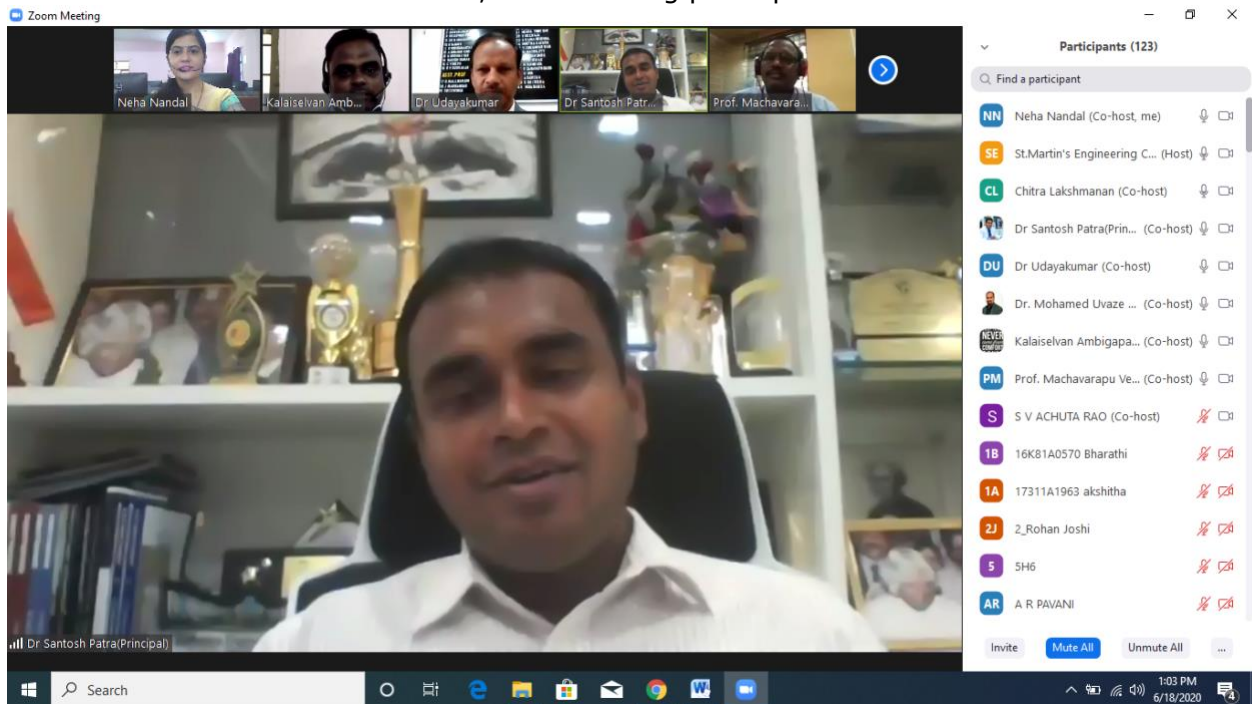 Zoom Meeting
Neha Nandal
Kalaiselvan Amb...
Dr Udayakumar
Dr Santosh Patr...
Prof. Machavara...
Dr Santosh Patra(Principal)
Participants (123)
Find a participant
NN Neha Nandal (Co-host, me)
SE St.Martin's Engineering C... (Host)
CL Chitra Lakshmanan (Co-host)
Dr Santosh Patra(Prin... (Co-host)
DU Dr Udayakumar (Co-host)
Dr. Mohamed Uvaze ... (Co-host)
NEVER
Kalaiselvan Ambigapa... (Co-host)
PM Prof. Machavarapu Ve... (Co-host)
S S V ACHUTA RAO (Co-host)
1B 16K81A0570 Bharathi
1A 17311A1963 akshitha
2J 2_Rohan Joshi
5 5H6
AR A R PAVANI
Invite Mute All Unmute All ...
Search
1:03 PM
6/18/2020
4